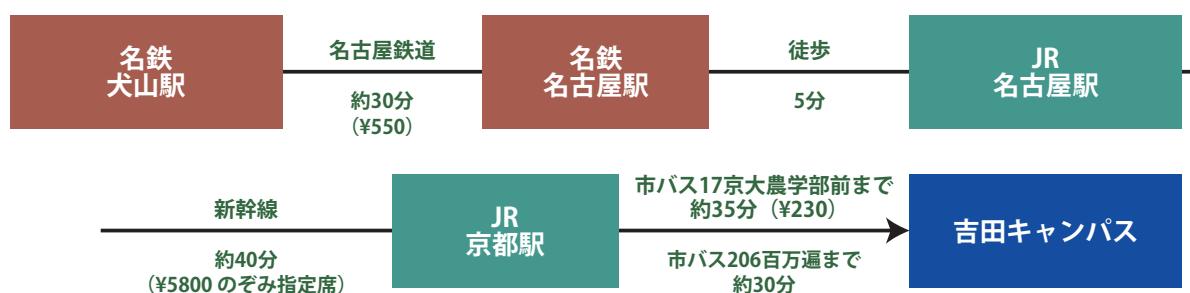 名鉄
犬山駅
名古屋鉄道
約30分
（¥550）
名鉄
名古屋駅
徒歩
5分
JR
名古屋駅
新幹線
約40分
（¥5800 のぞみ指定席）
JR
京都駅
市バス17京大農学部前まで
約35分（¥230）
市バス206百万遍まで
約30分
吉田キャンパス